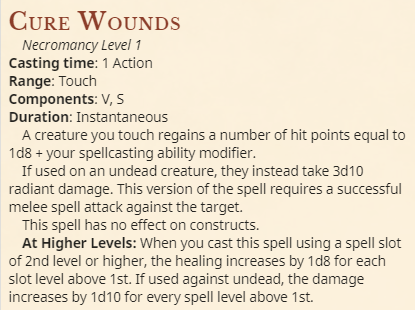 Cure Wounds
Necromancy Level 1
Casting time: 1 Action
Range: Touch
Components: V, S
Duration: Instantaneous
A creature you touch regains a number of hit points equal to
1d8 + your spellcasting ability modifier.
If used on an undead creature, they instead take 3d10
radiant damage. This version of the spell requires a successful
melee spell attack against the target.
This spell has no effect on constructs.
At Higher Levels: When you cast this spell using a spell slot
of 2nd level or higher, the healing increases by 1d8 for each
slot level above 1st. If used against undead, the damage
increases by 1d10 for every spell level above 1st.